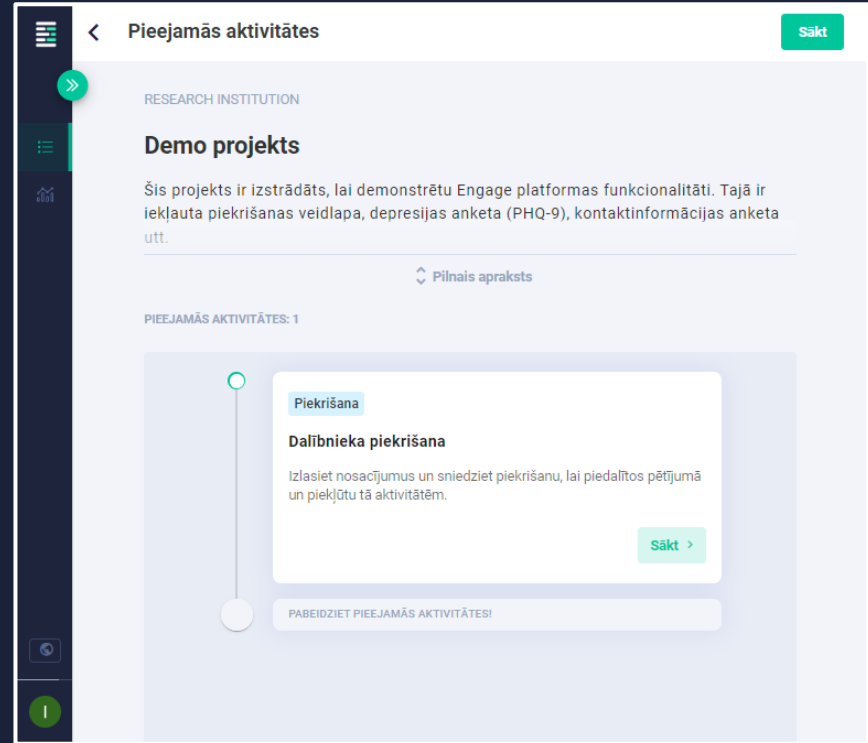 Pieejamās aktivitātes
Sākt
RESEARCH INSTITUTION
Demo projekts
Šis projekts ir izstrādāts, lai demonstrētu Engage platformas funkcionalitāti. Tajā ir
iekļauta piekrišanas veidlapa, depresijas anketa (PHQ-9), kontaktinformācijas anketa
utt.
Pilnais apraksts
PIEEJAMĀS AKTIVITĀTES: 1
Piekrišana
Dalībnieka piekrišana
Izlasiet nosacījumus un sniedziet piekrišanu, lai piedalītos pētījumā
un piekļūtu tā aktivitātēm.
Sākt
PABEIDZIET PIEEJAMĀS AKTIVITĀTES!
I